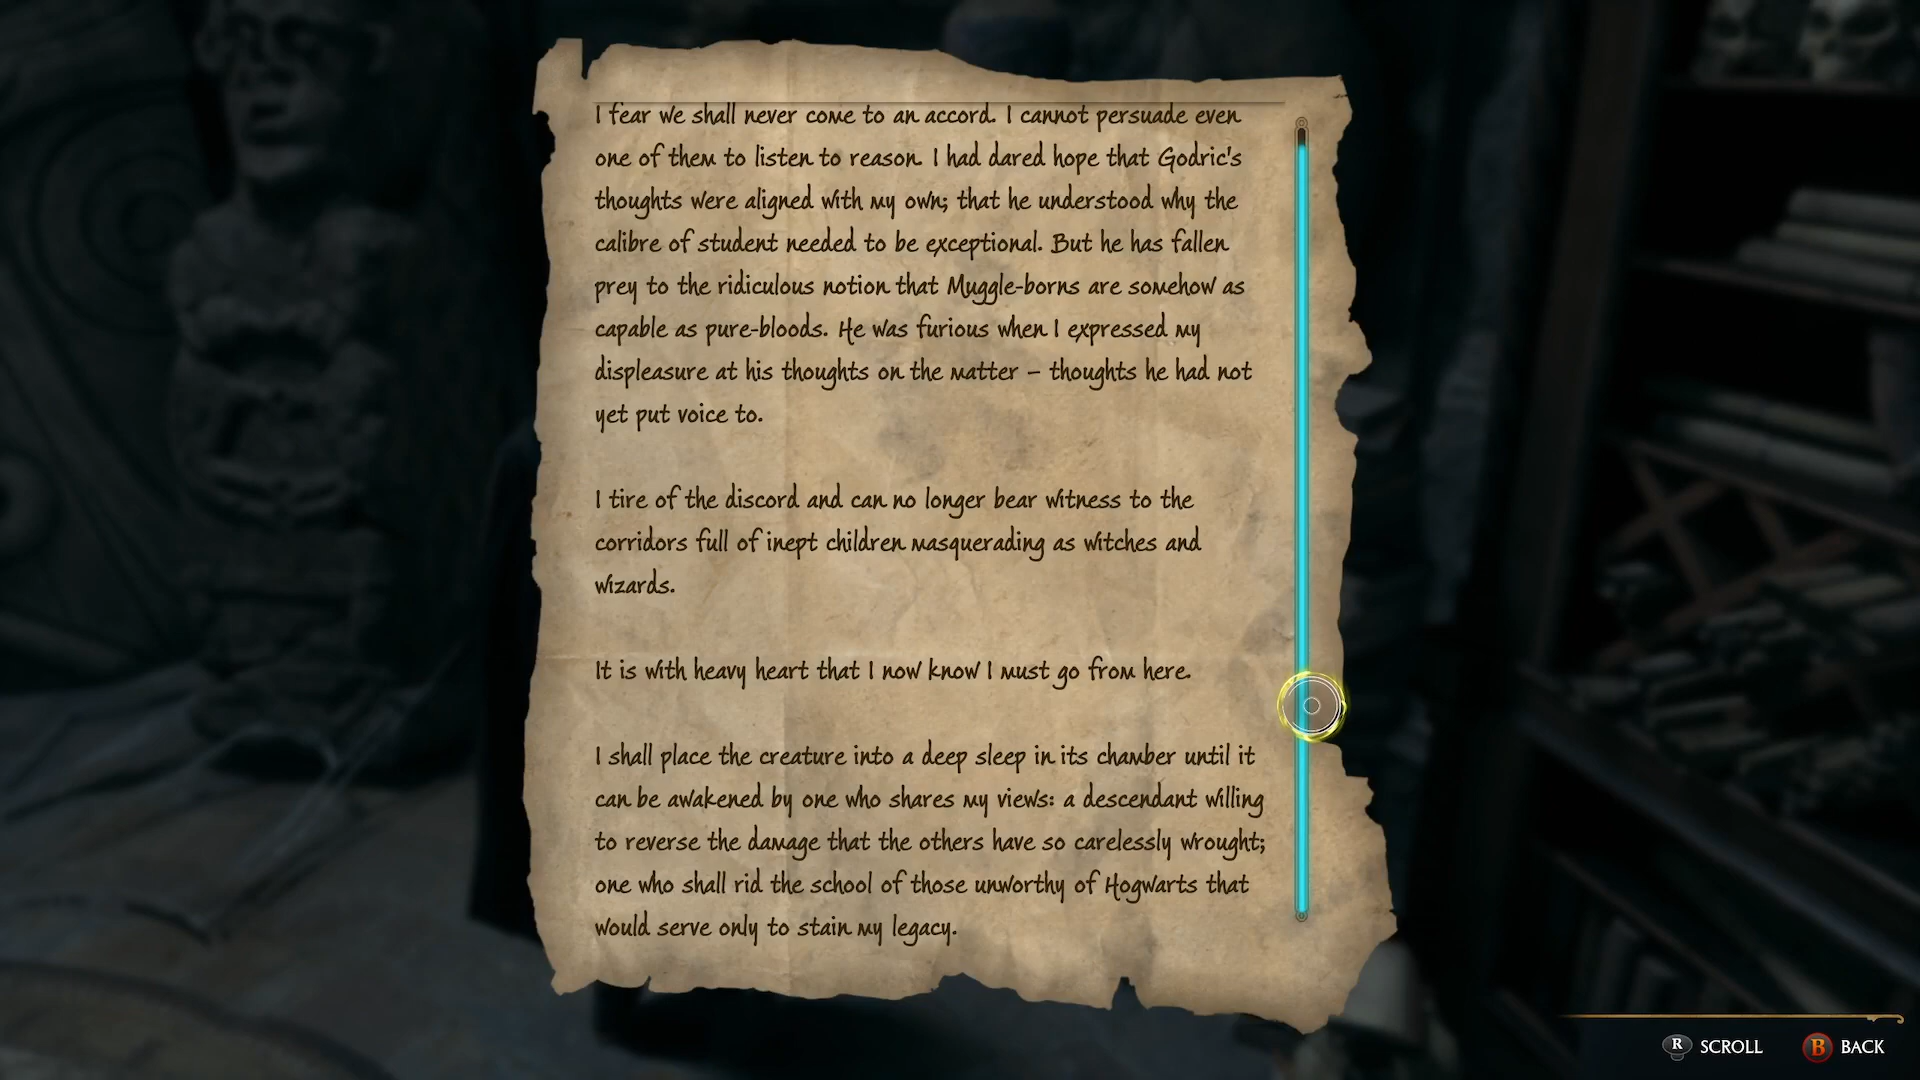 I fear we shall never come to an accord. I cannot persuade even
one of them to listen to reason. I had dared hope that Godric's
thoughts were aligned with my own; that he understood why the
calibre of student needed to be exceptional. But he has fallen
prey to the ridiculous notion that Muggle-borns are somehow as
capable as pure-bloods. He was furious when I expressed my
displeasure at his thoughts on the matter – thoughts he had not
yet put voice to.
I tire of the discord and can no longer bear witness to the
corridors full of inept children masquerading as witches and
wizards.
It is with heavy heart that I now know I must go from here.
I shall place the creature into a deep sleep in its chamber until it
can be awakened by one who shares my views: a descendant willing
to reverse the damage that the others have so carelessly wrought;
one who shall rid the school of those unworthy of Hogwarts that
would serve only to stain my legacy.
R SCROLL B BACK